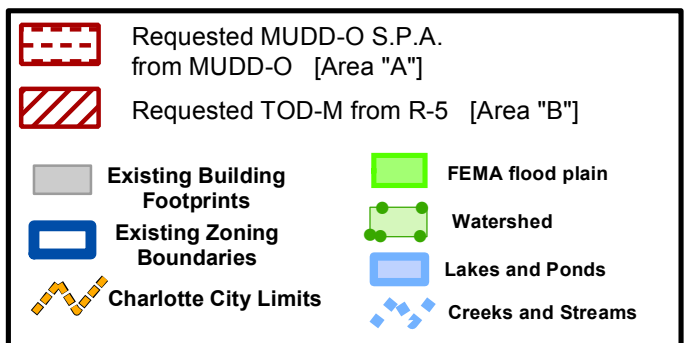 Requested MUDD-O S.P.A.
from MUDD-O [Area "A"]
Requested TOD-M from R-5 [Area "B"]
Existing Building
Footprints
Existing Zoning
Boundaries
Charlotte City Limits
FEMA flood plain
Watershed
Lakes and Ponds
Creeks and Streams